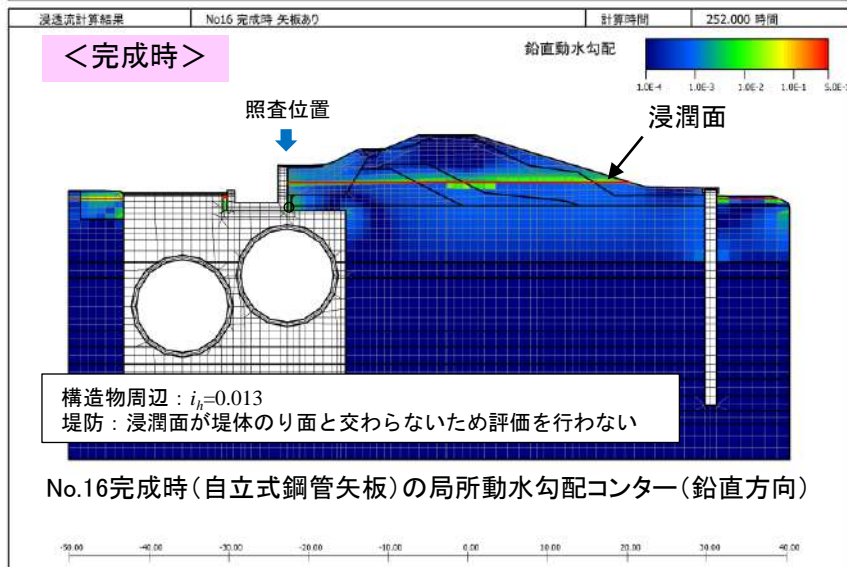 浸透流計算結果 No16 完成時 矢板あり 計算時間 252.000 時間
＜完成時＞
鉛直動水勾配
1.0E-4 1.0E-3 1.0E-2 1.0E-1 5.0E-1
照査位置
浸潤面
構造物周辺：ih=0.013
堤防：浸潤面が堤体のり面と交わらないため評価を行わない
No.16完成時(自立式鋼管矢板)の局所動水勾配コンター(鉛直方向)
-50.00 -40.00 -30.00 -20.00 -10.00 0.00 10.00 20.00 30.00 40.00